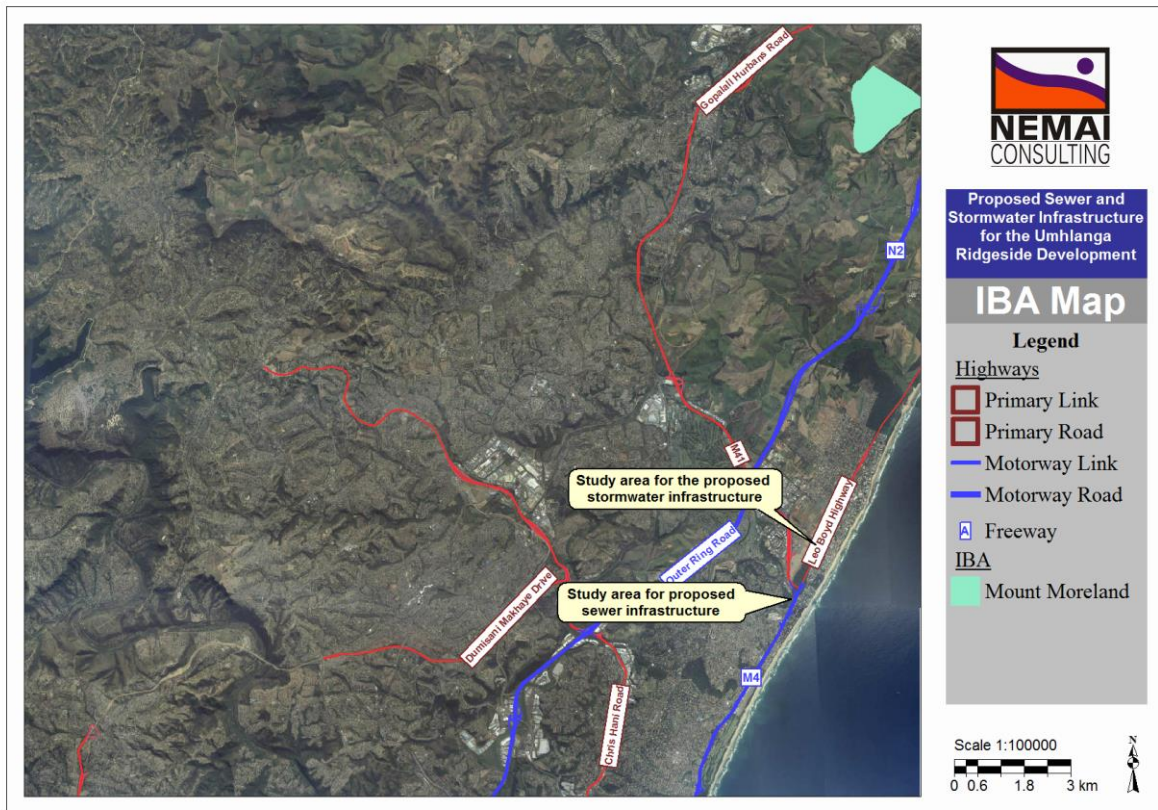 Gopalall Hurbans Road
N2
M41
Study area for the proposed
stormwater infrastructure
Leo Boyd Highway
Outer Ring Road
Study area for proposed
sewer infrastructure
Dumisani Makhaye Drive
M4
Chris Hani Road
NEMAI
CONSULTING
Proposed Sewer and
Stormwater Infrastructure
for the Umhlanga
Ridgeside Development
IBA Map
Legend
Highways
Primary Link
Primary Road
Motorway Link
Motorway Road
A Freeway
IBA
Mount Moreland
Scale 1:100000
0 0.6 1.8 3 km
N